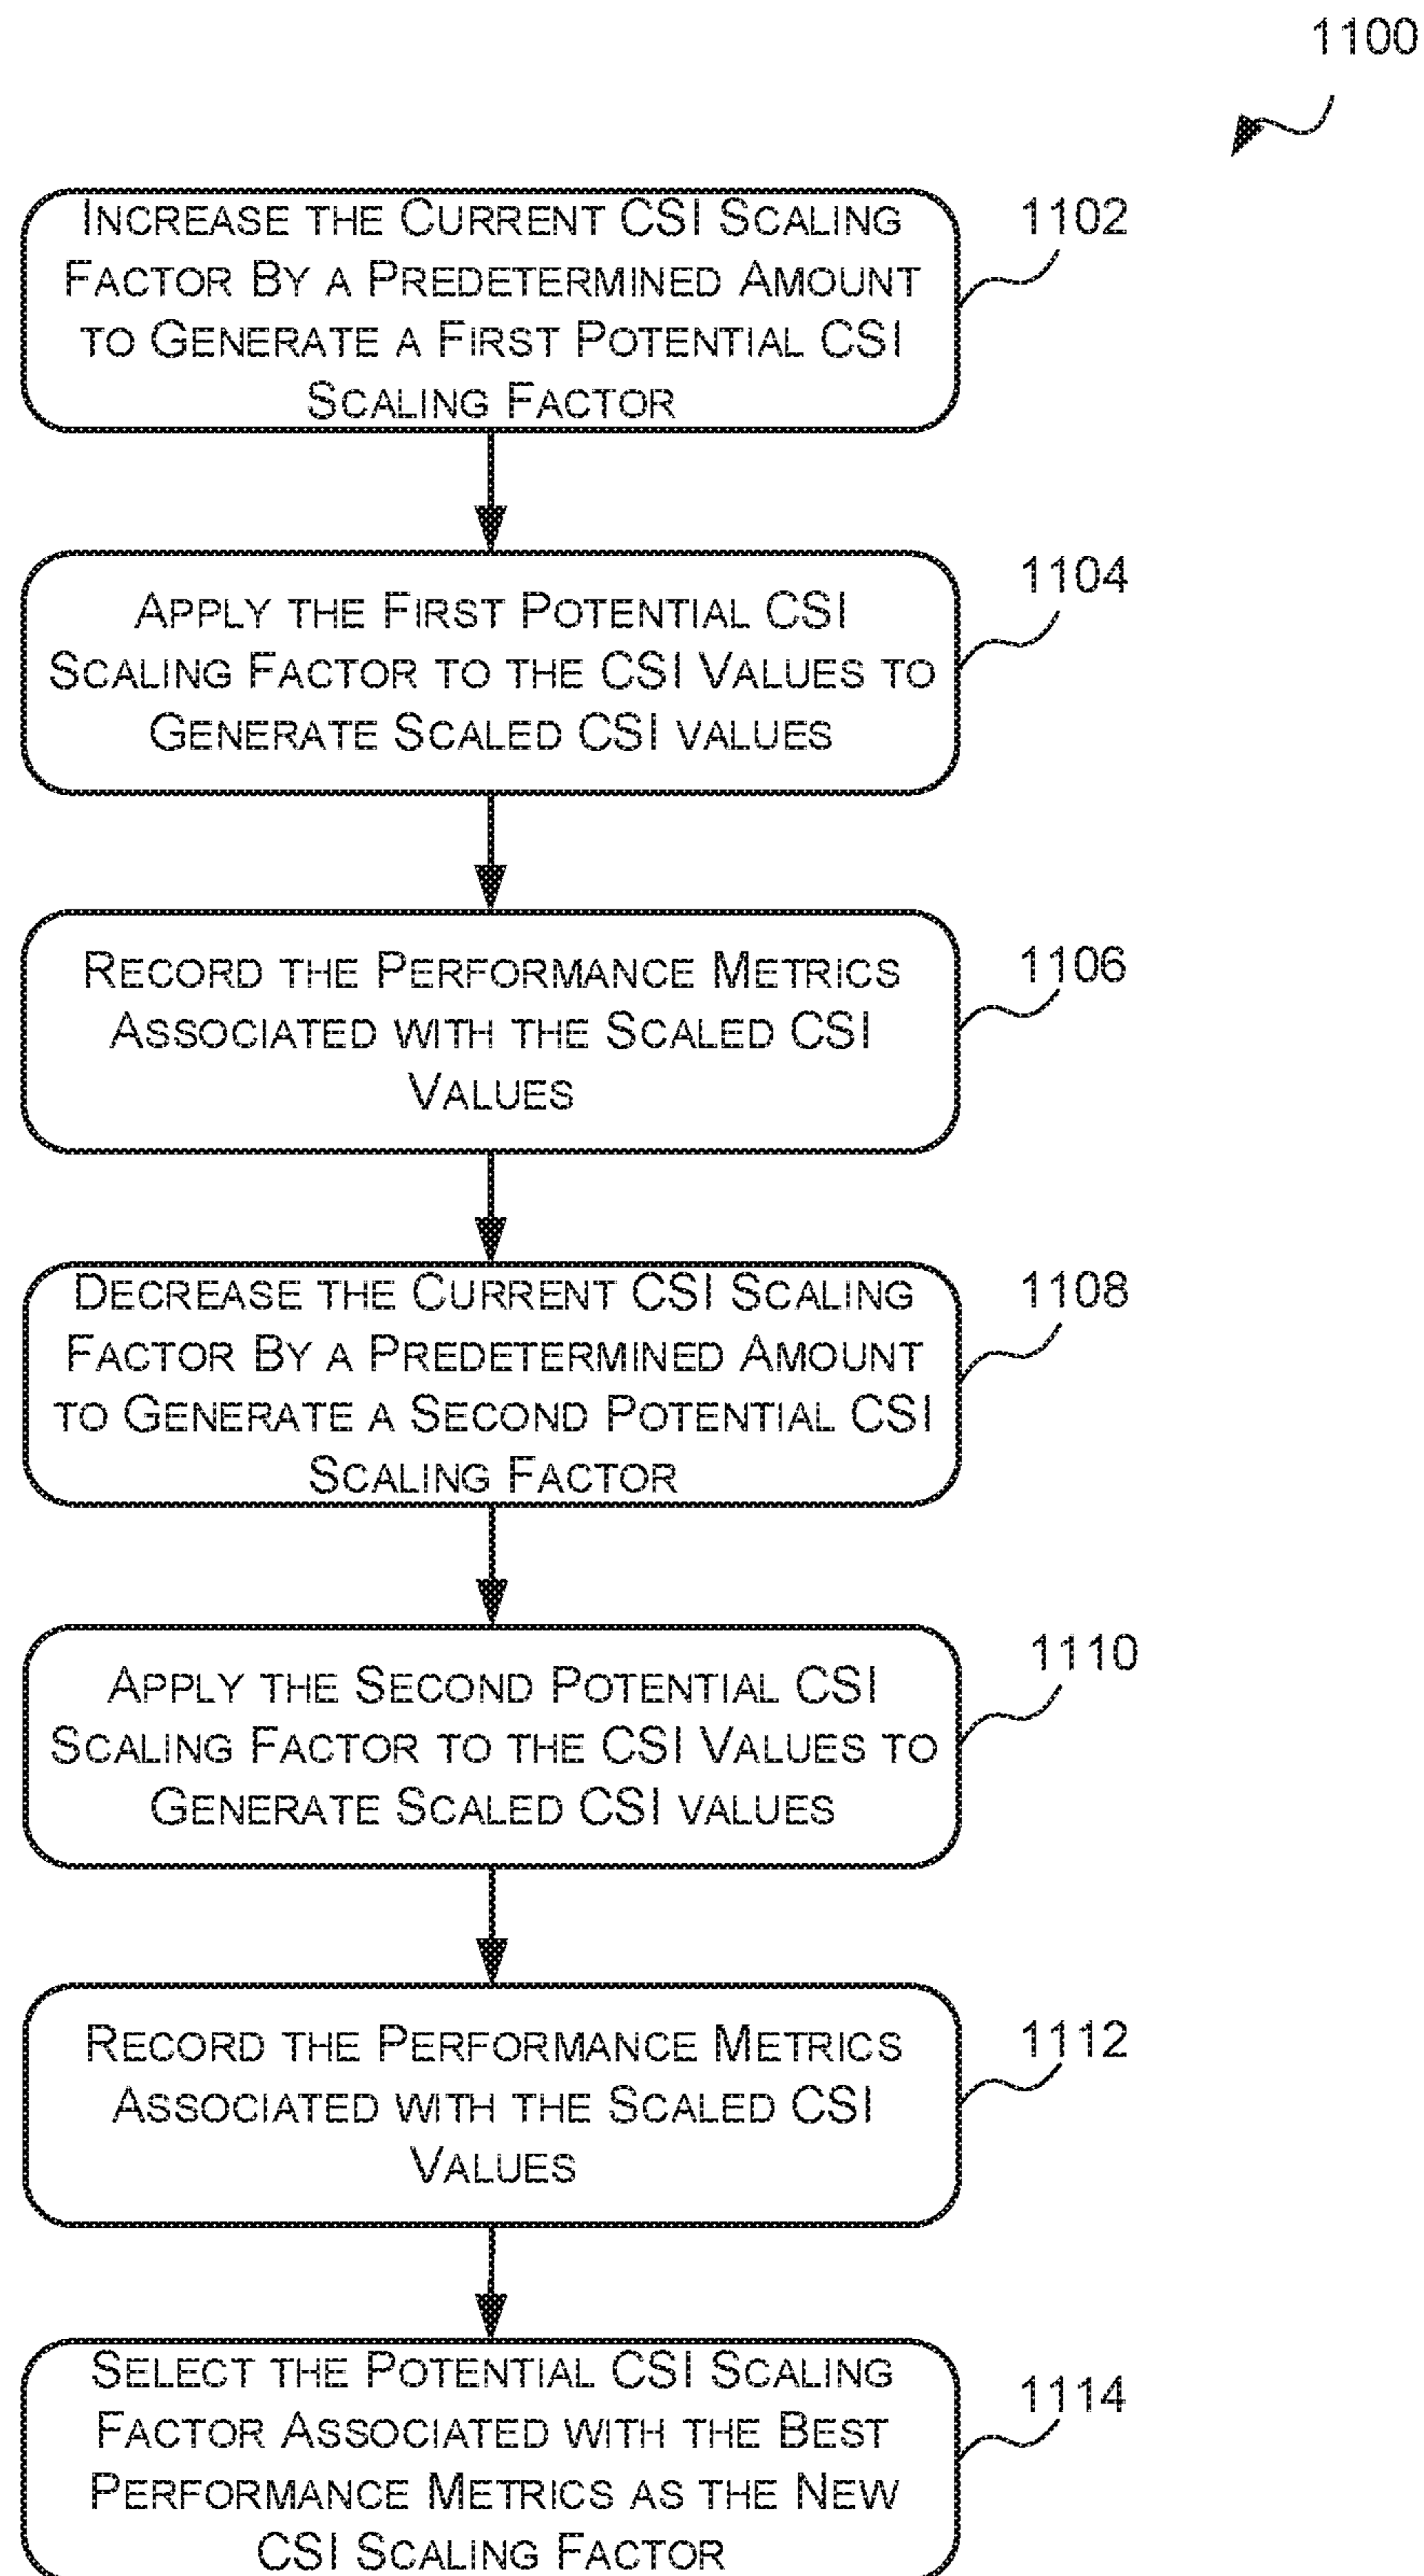 1100
INCREASE THE CURRENT CSI SCALING
FACTOR BY A PREDETERMINED AMOUNT
TO GENERATE A FIRST POTENTIAL CSI
SCALING FACTOR
1102
APPLY THE FIRST POTENTIAL CSI
SCALING FACTOR TO THE CSI VALUES TO
GENERATE SCALED CSI VALUES
1104
RECORD THE PERFORMANCE METRICS
ASSOCIATED WITH THE SCALED CSI
VALUES
1106
DECREASE THE CURRENT CSI SCALING
FACTOR BY A PREDETERMINED AMOUNT
TO GENERATE A SECOND POTENTIAL CSI
SCALING FACTOR
1108
APPLY THE SECOND POTENTIAL CSI
SCALING FACTOR TO THE CSI VALUES TO
GENERATE SCALED CSI VALUES
1110
RECORD THE PERFORMANCE METRICS
ASSOCIATED WITH THE SCALED CSI
VALUES
1112
SELECT THE POTENTIAL CSI SCALING
FACTOR ASSOCIATED WITH THE BEST
PERFORMANCE METRICS AS THE NEW
CSI SCALING FACTOR
1114